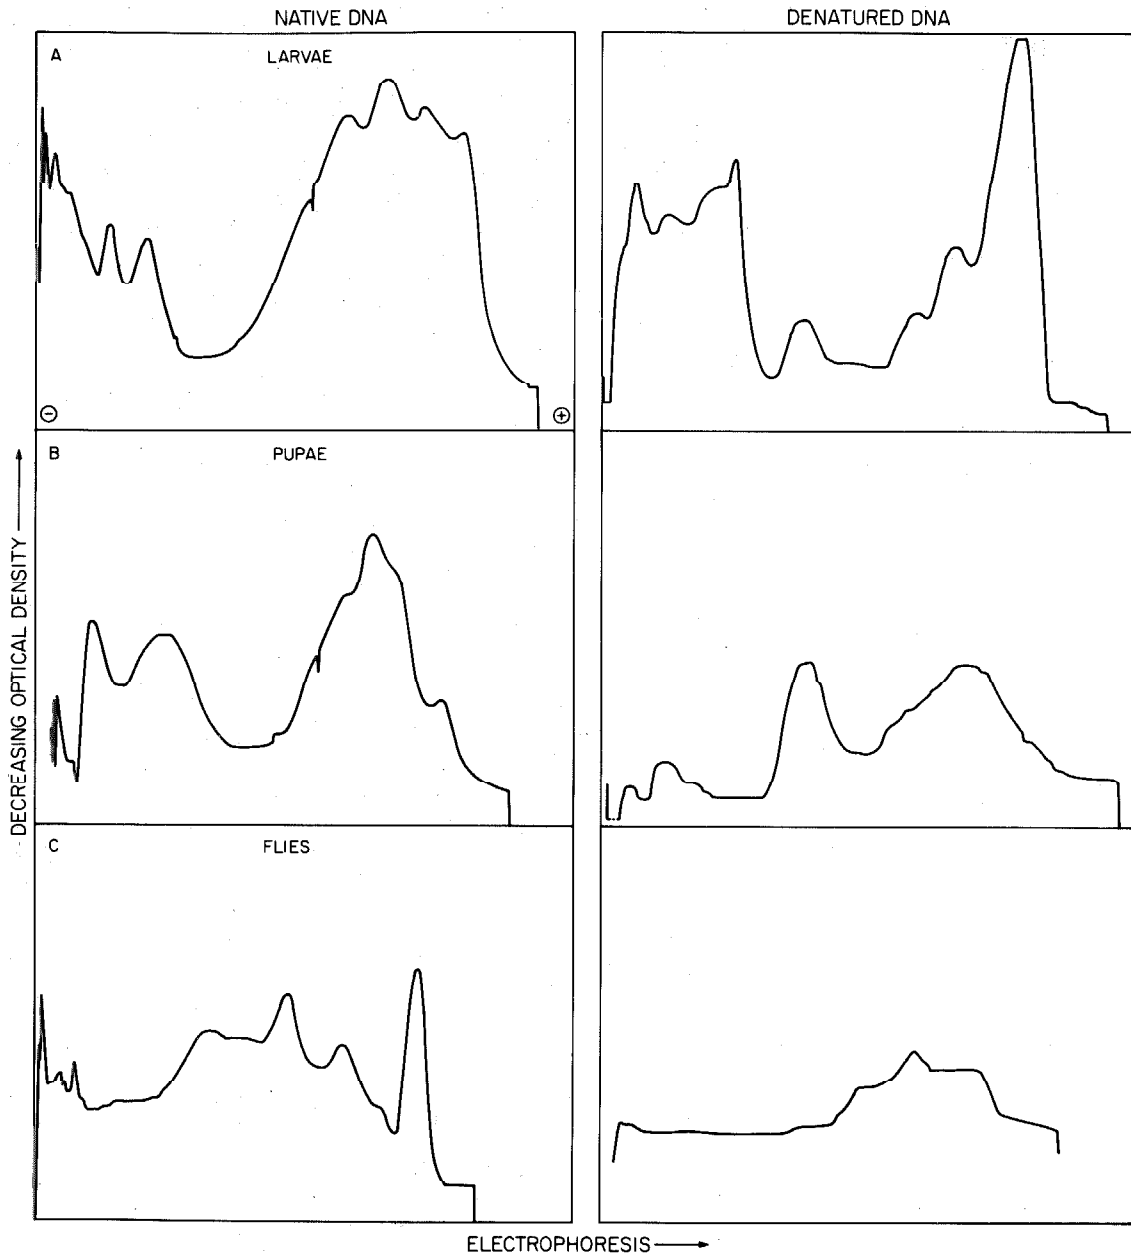 NATIVE DNA
DENATURED DNA
A
LARVAE
⊖
⊕
B
PUPAE
C
FLIES
DECREASING OPTICAL DENSITY →
ELECTROPHORESIS →